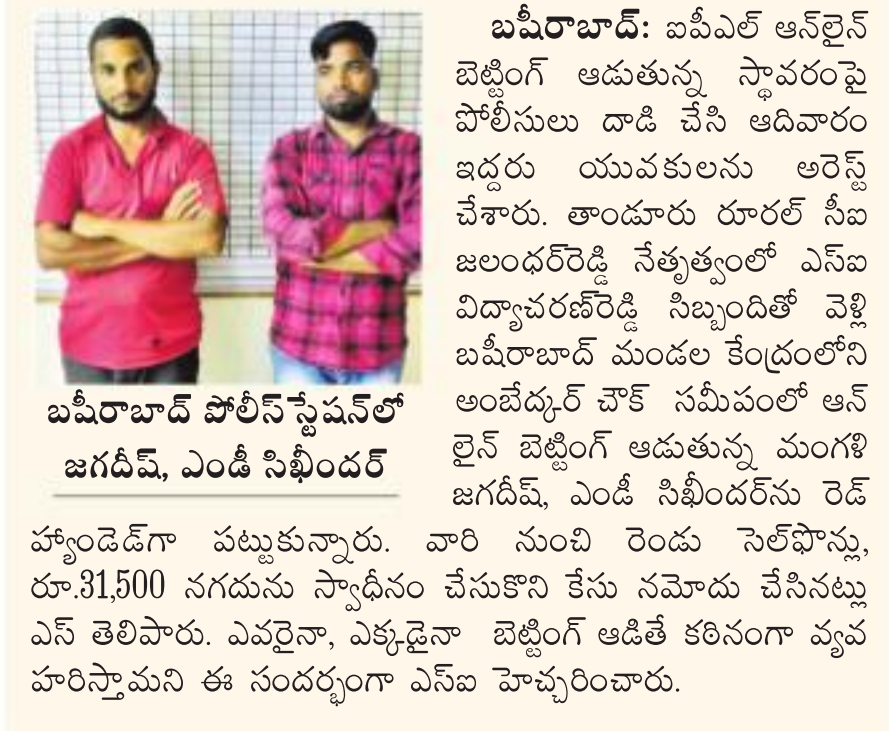 బషీరాబాద్: ఐపీఎల్ ఆన్‌లైన్
బెట్టింగ్ ఆడుతున్న స్థావరంపై
పోలీసులు దాడి చేసి ఆదివారం
ఇద్దరు యువకులను అరెస్ట్
చేశారు. తాండూరు రూరల్ సీఐ
జలంధర్‌రెడ్డి నేతృత్వంలో ఎస్ఐ
విద్యాచరణ్‌రెడ్డి సిబ్బందితో వెళ్లి
బషీరాబాద్ మండల కేంద్రంలోని
అంబేద్కర్ చౌక్ సమీపంలో ఆన్
లైన్ బెట్టింగ్ ఆడుతున్న మంగళి
జగదీష్, ఎండీ సిఖీందర్‌ను రెడ్
హ్యాండెడ్‌గా పట్టుకున్నారు. వారి నుంచి రెండు సెల్‌ఫోన్లు,
రూ.31,500 నగదును స్వాధీనం చేసుకొని కేసు నమోదు చేసినట్లు
ఎస్ తెలిపారు. ఎవరైనా, ఎక్కడైనా బెట్టింగ్ ఆడితే కఠినంగా వ్యవ
హరిస్తామని ఈ సందర్భంగా ఎస్ఐ హెచ్చరించారు.
బషీరాబాద్ పోలీస్‌స్టేషన్‌లో
జగదీష్, ఎండీ సిఖీందర్